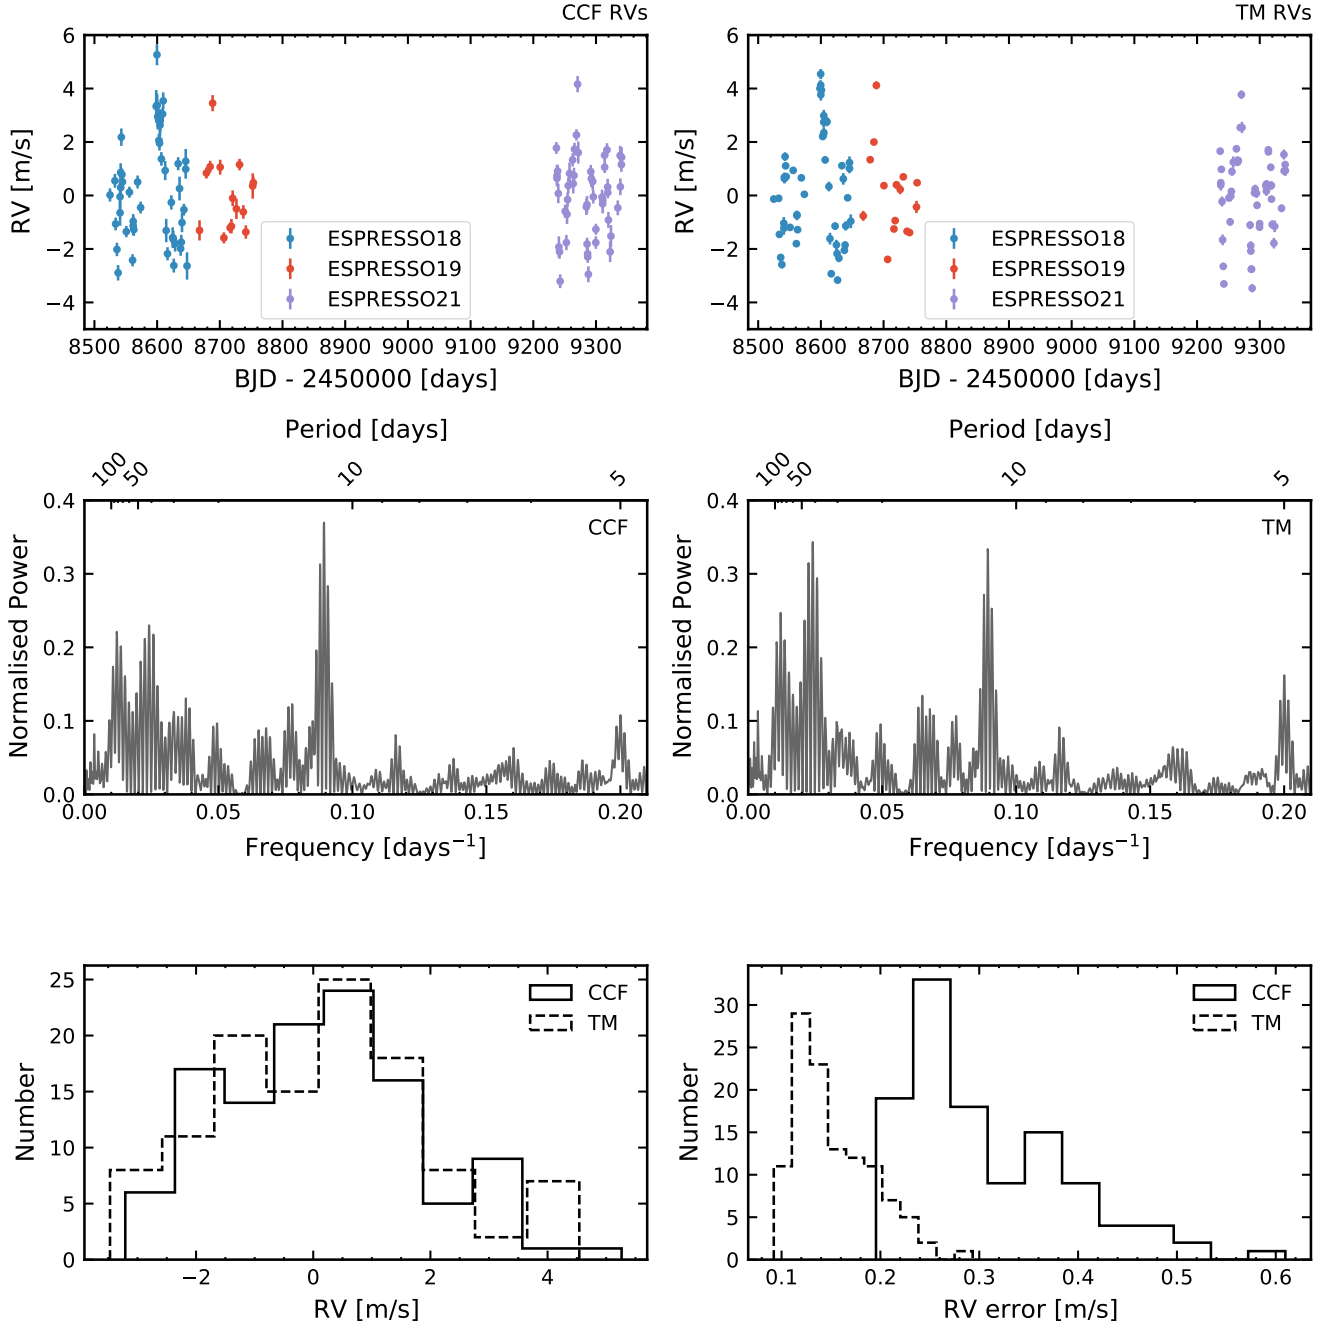 CCF RVs
6
4
2
0
−2
−4
RV [m/s]
ESPRESSO18
ESPRESSO19
ESPRESSO21
8500 8600 8700 8800 8900 9000 9100 9200 9300
BJD - 2450000 [days]
TM RVs
6
4
2
0
−2
−4
RV [m/s]
ESPRESSO18
ESPRESSO19
ESPRESSO21
8500 8600 8700 8800 8900 9000 9100 9200 9300
BJD - 2450000 [days]
Period [days]
100 50 10 5
CCF
0.4
0.3
0.2
0.1
0.0
Normalised Power
0.00 0.05 0.10 0.15 0.20
Frequency [days⁻¹]
Period [days]
100 50 10 5
TM
0.4
0.3
0.2
0.1
0.0
Normalised Power
0.00 0.05 0.10 0.15 0.20
Frequency [days⁻¹]
25
20
15
10
5
0
Number
CCF
TM
−2 0 2 4
RV [m/s]
30
25
20
15
10
5
0
Number
CCF
TM
0.1 0.2 0.3 0.4 0.5 0.6
RV error [m/s]